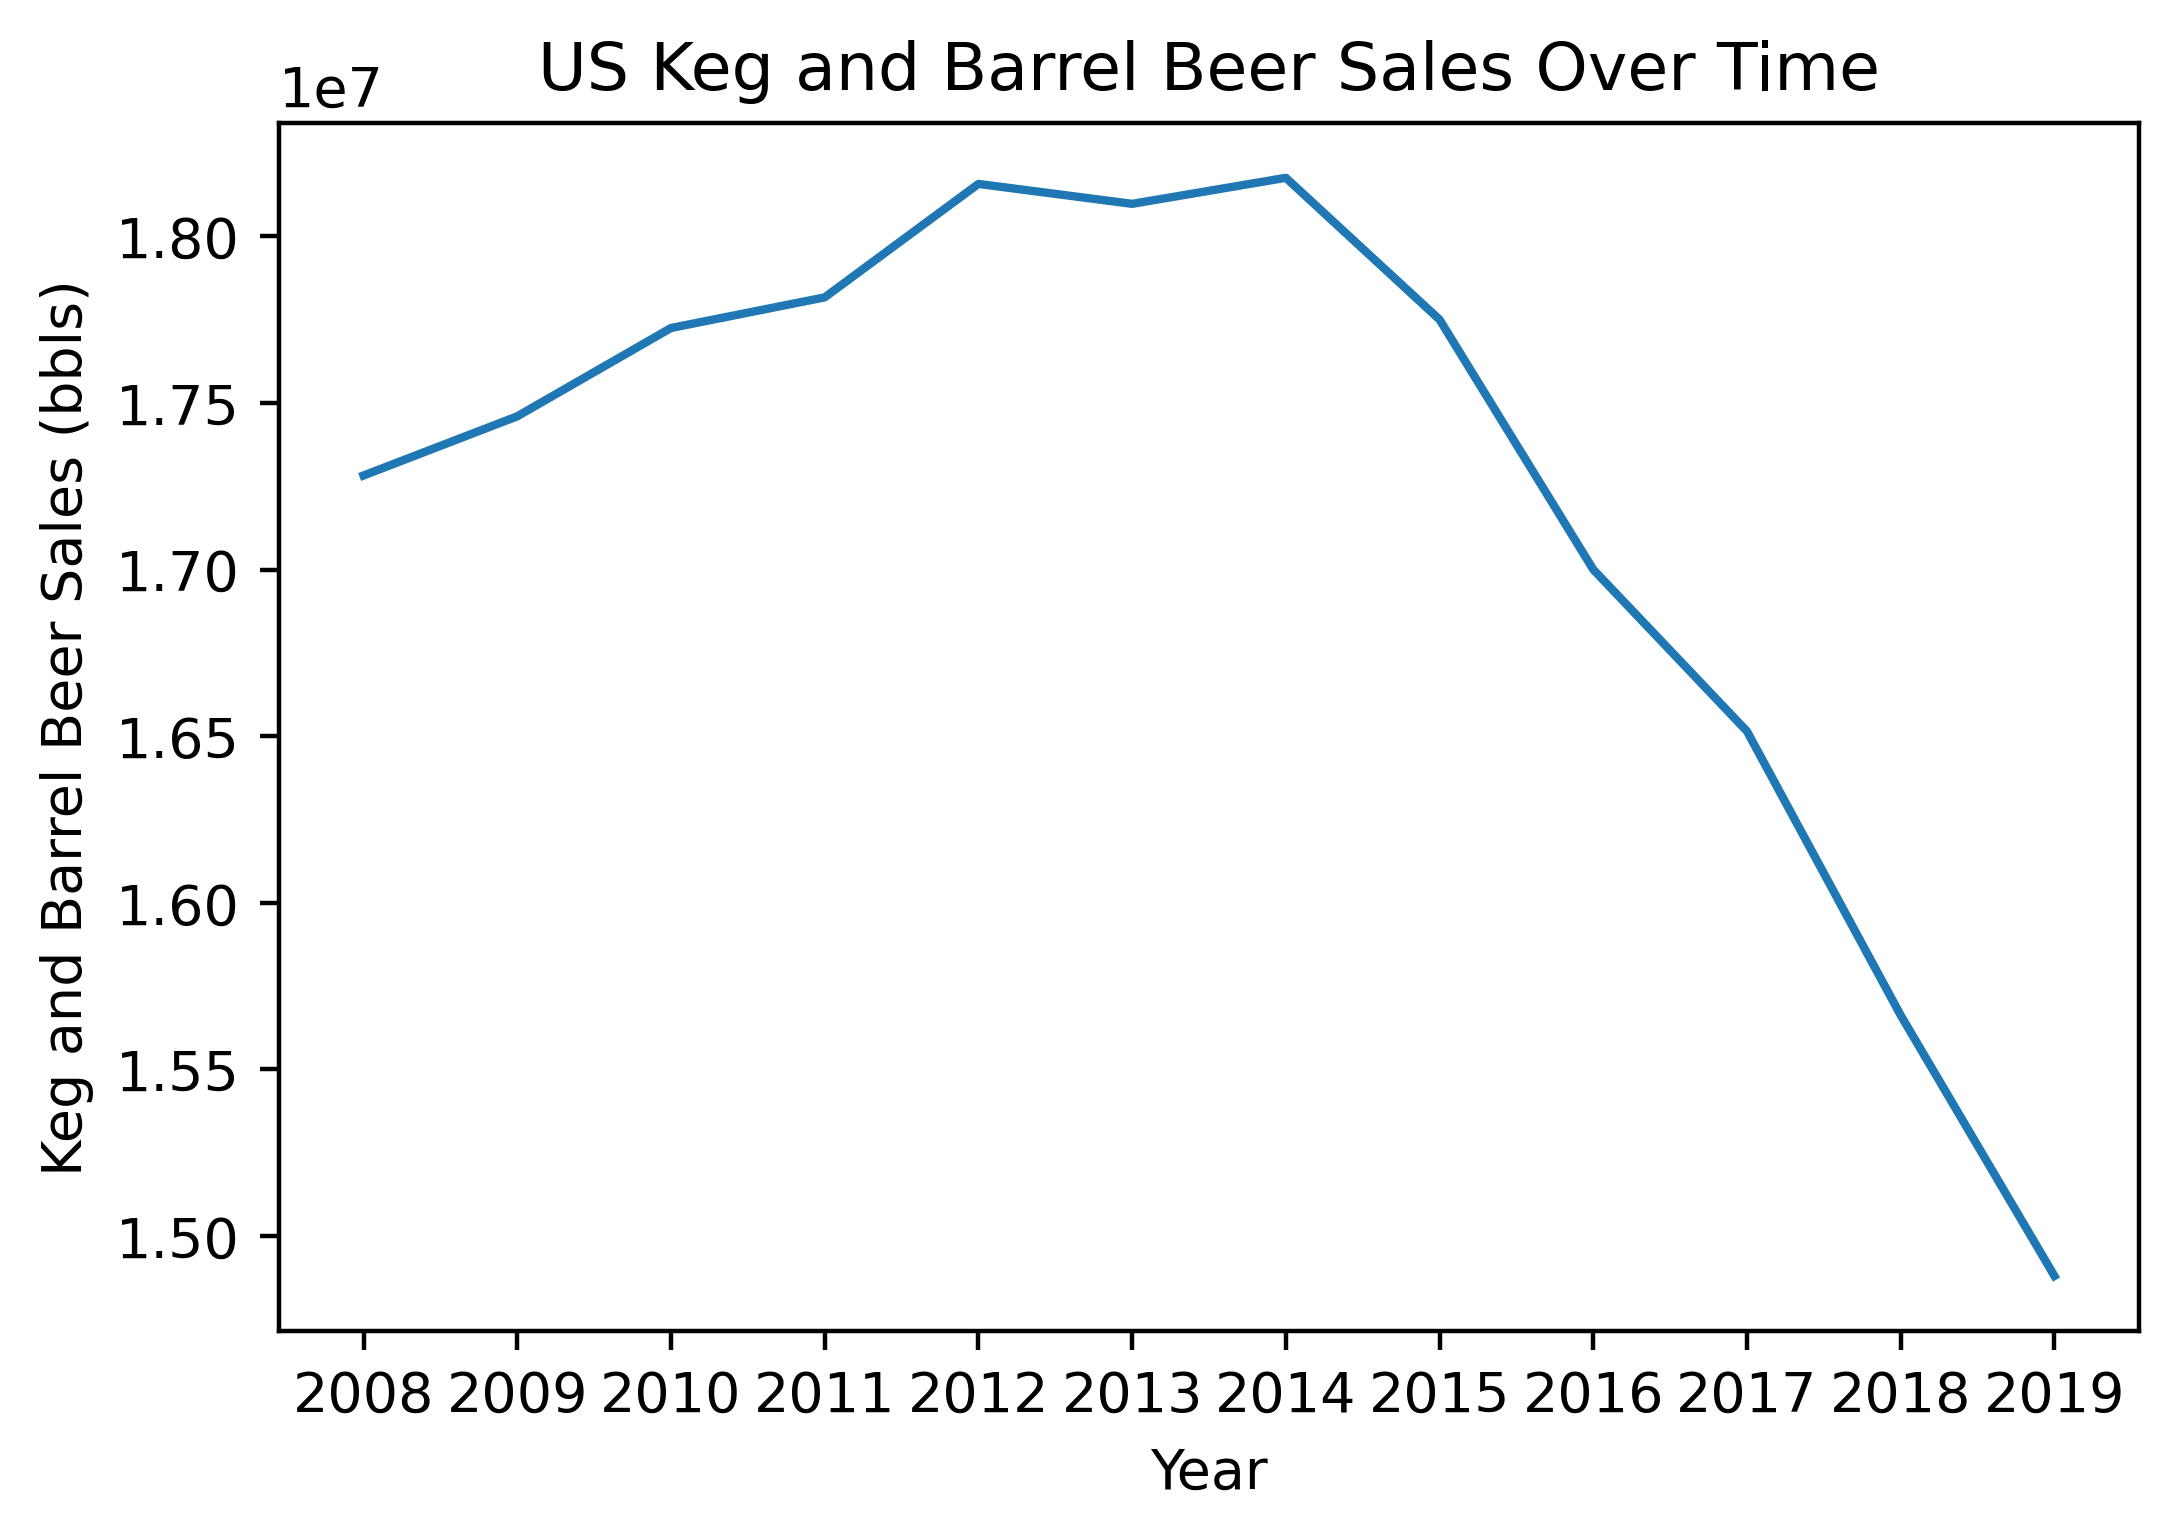 US Keg and Barrel Beer Sales Over Time
1e7
1.80
1.75
1.70
1.65
1.60
1.55
1.50
Keg and Barrel Beer Sales (bbls)
2008 2009 2010 2011 2012 2013 2014 2015 2016 2017 2018 2019
Year